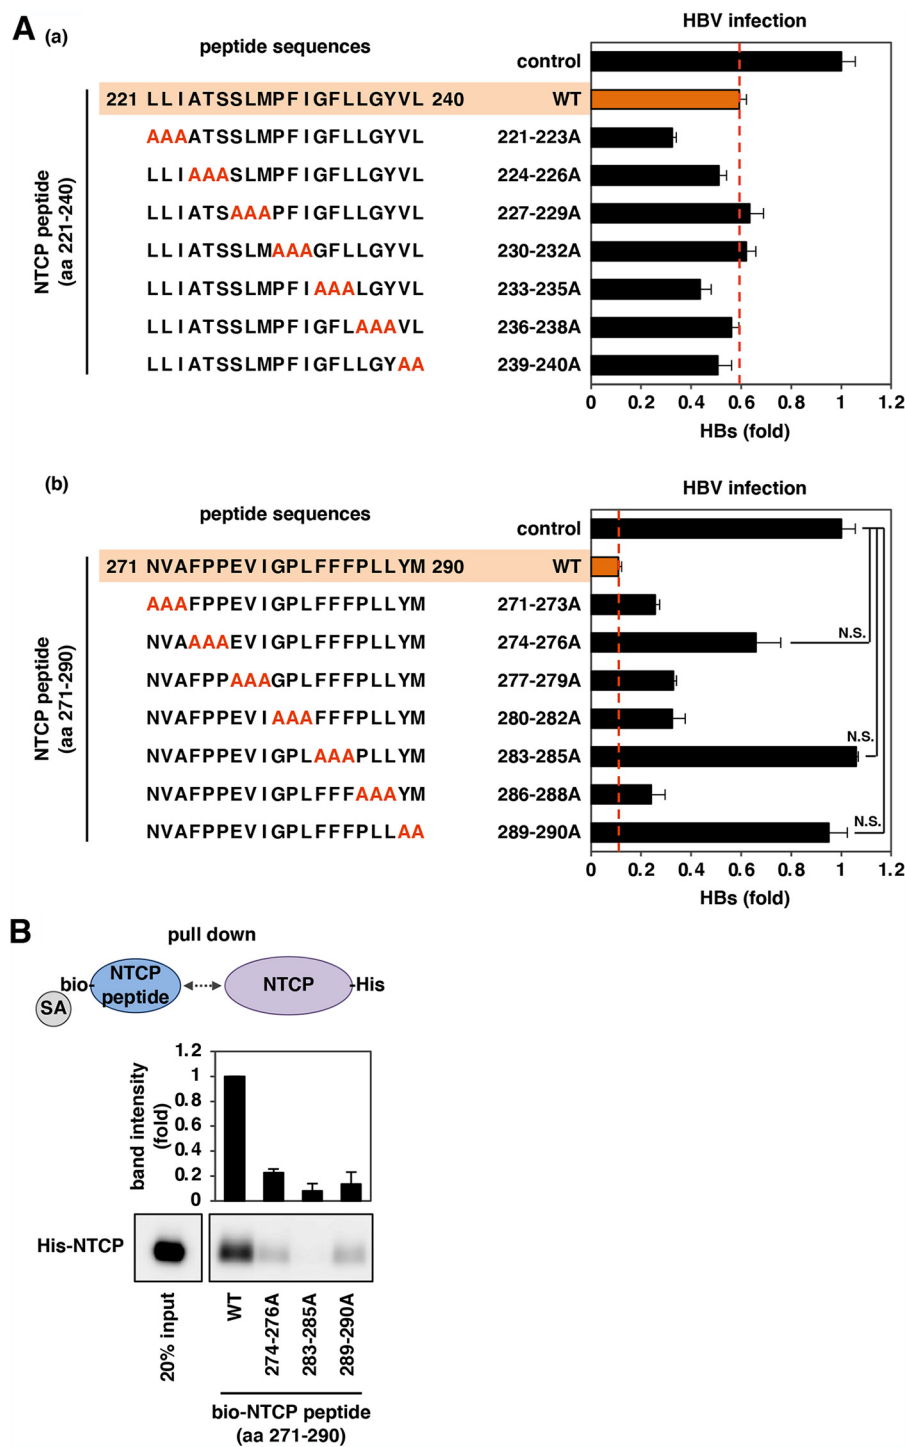 A (a)
peptide sequences
HBV infection
NTCP peptide
(aa 221-240)
control
221 LLIATSSLMPFIGFLLGYVL 240 WT
AAAATSSLMPFIGFLLGYVL 221-223A
LLIAAASLMPFIGFLLGYVL 224-226A
LLIATSAAAPFIGFLLGYVL 227-229A
LLIATSSLMAAAGFLLGYVL 230-232A
LLIATSSLMPFIAAALGYVL 233-235A
LLIATSSLMPFIGFLAAAVL 236-238A
LLIATSSLMPFIGFLLGYAA 239-240A
0 0.2 0.4 0.6 0.8 1 1.2
HBs (fold)
(b)
peptide sequences
HBV infection
NTCP peptide
(aa 271-290)
control
271 NVAFPPEVIGPLFFFPLLYM 290 WT
AAAFPPEVIGPLFFFPLLYM 271-273A
NVAAAAEVIGPLFFFPLLYM 274-276A N.S.
NVAFPPAAAGPLFFFPLLYM 277-279A
NVAFPPEVIAAAFFFPLLYM 280-282A
NVAFPPEVIGPLAAAPLLYM 283-285A N.S.
NVAFPPEVIGPLFFFAAAYM 286-288A
NVAFPPEVIGPLFFFPLLAA 289-290A N.S.
0 0.2 0.4 0.6 0.8 1 1.2
HBs (fold)
B
pull down
SA bio- NTCP peptide NTCP -His
band intensity
(fold)
1.2
1
0.8
0.6
0.4
0.2
0
His-NTCP
20% input
WT
274-276A
283-285A
289-290A
bio-NTCP peptide
(aa 271-290)